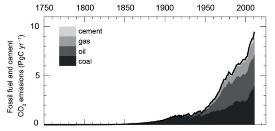 1750 1800 1850 1900 1950 2000
10
cement
gas
oil
coal
5
0
Fossil fuel and cement
CO2 emissions (PgC yr⁻¹)